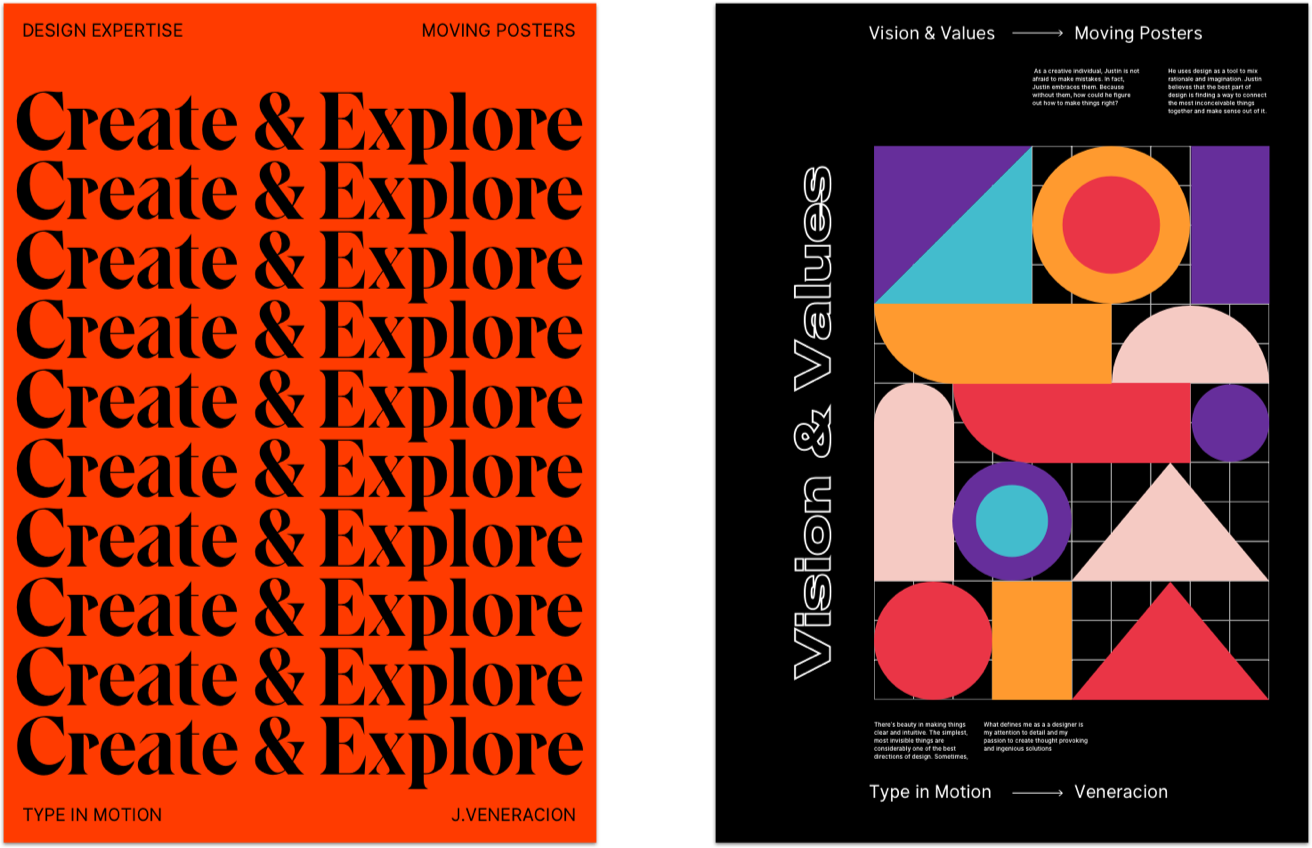 DESIGN EXPERTISE
MOVING POSTERS
Create & Explore
Create & Explore
Create & Explore
Create & Explore
Create & Explore
Create & Explore
Create & Explore
Create & Explore
Create & Explore
Create & Explore
TYPE IN MOTION
J.VENERACION
Vision & Values
Moving Posters
As a creative individual, Justin is not
afraid to make mistakes. In fact,
Justin embraces them. Because
without them, how could he figure
out how to make things right?
He uses design as a tool to mix
rationale and imagination. Justin
believes that the best part of
design is finding a way to connect
the most inconceivable things
together and make sense out of it.
Vision & Values
There's beauty in making things
clear and intuitive. The simplest,
most invisible things are
considerably one of the best
directions of design. Sometimes,
What defines me as a a designer is
my attention to detail and my
passion to create thought provoking
and ingenious solutions
Type in Motion
Veneracion